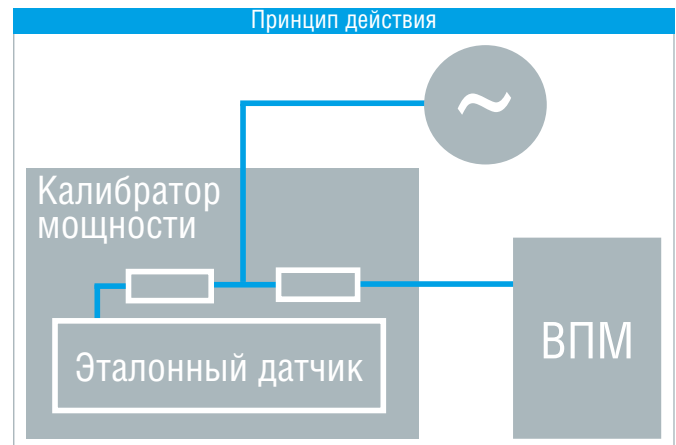 Принцип действия
~
Калибратор
мощности
Эталонный датчик
ВПМ